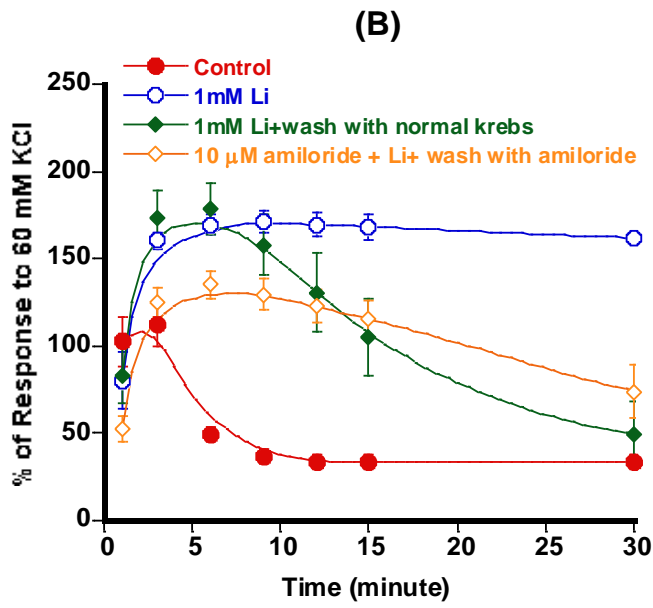 (B)
Control
1mM Li
1mM Li+wash with normal krebs
10 μM amiloride + Li+ wash with amiloride
% of Response to 60 mM KCl
250
200
150
100
50
0
0 5 10 15 20 25 30
Time (minute)